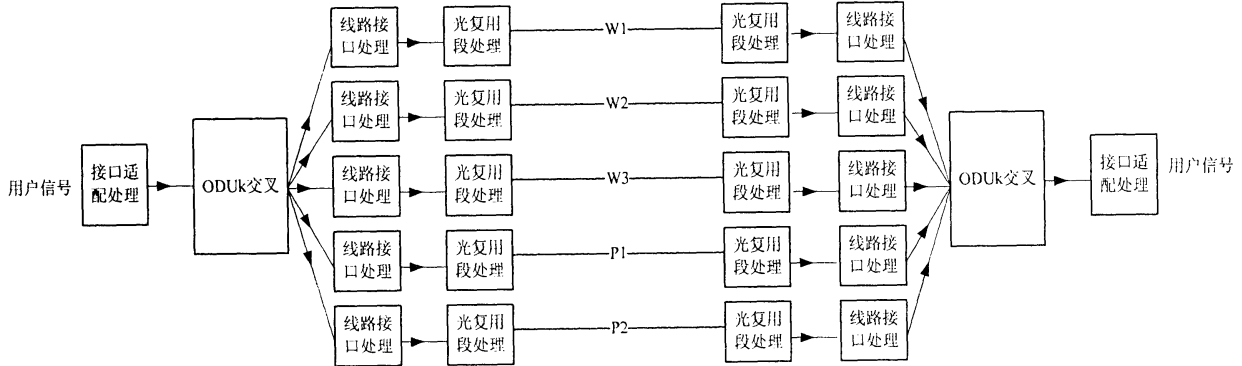 线路接
口处理
光复用
段处理
W1
光复用
段处理
线路接
口处理
线路接
口处理
光复用
段处理
W2
光复用
段处理
线路接
口处理
用户信号
接口适
配处理
ODUk交叉
线路接
口处理
光复用
段处理
W3
光复用
段处理
线路接
口处理
ODUk交叉
接口适
配处理
用户信号
线路接
口处理
光复用
段处理
P1
光复用
段处理
线路接
口处理
线路接
口处理
光复用
段处理
P2
光复用
段处理
线路接
口处理